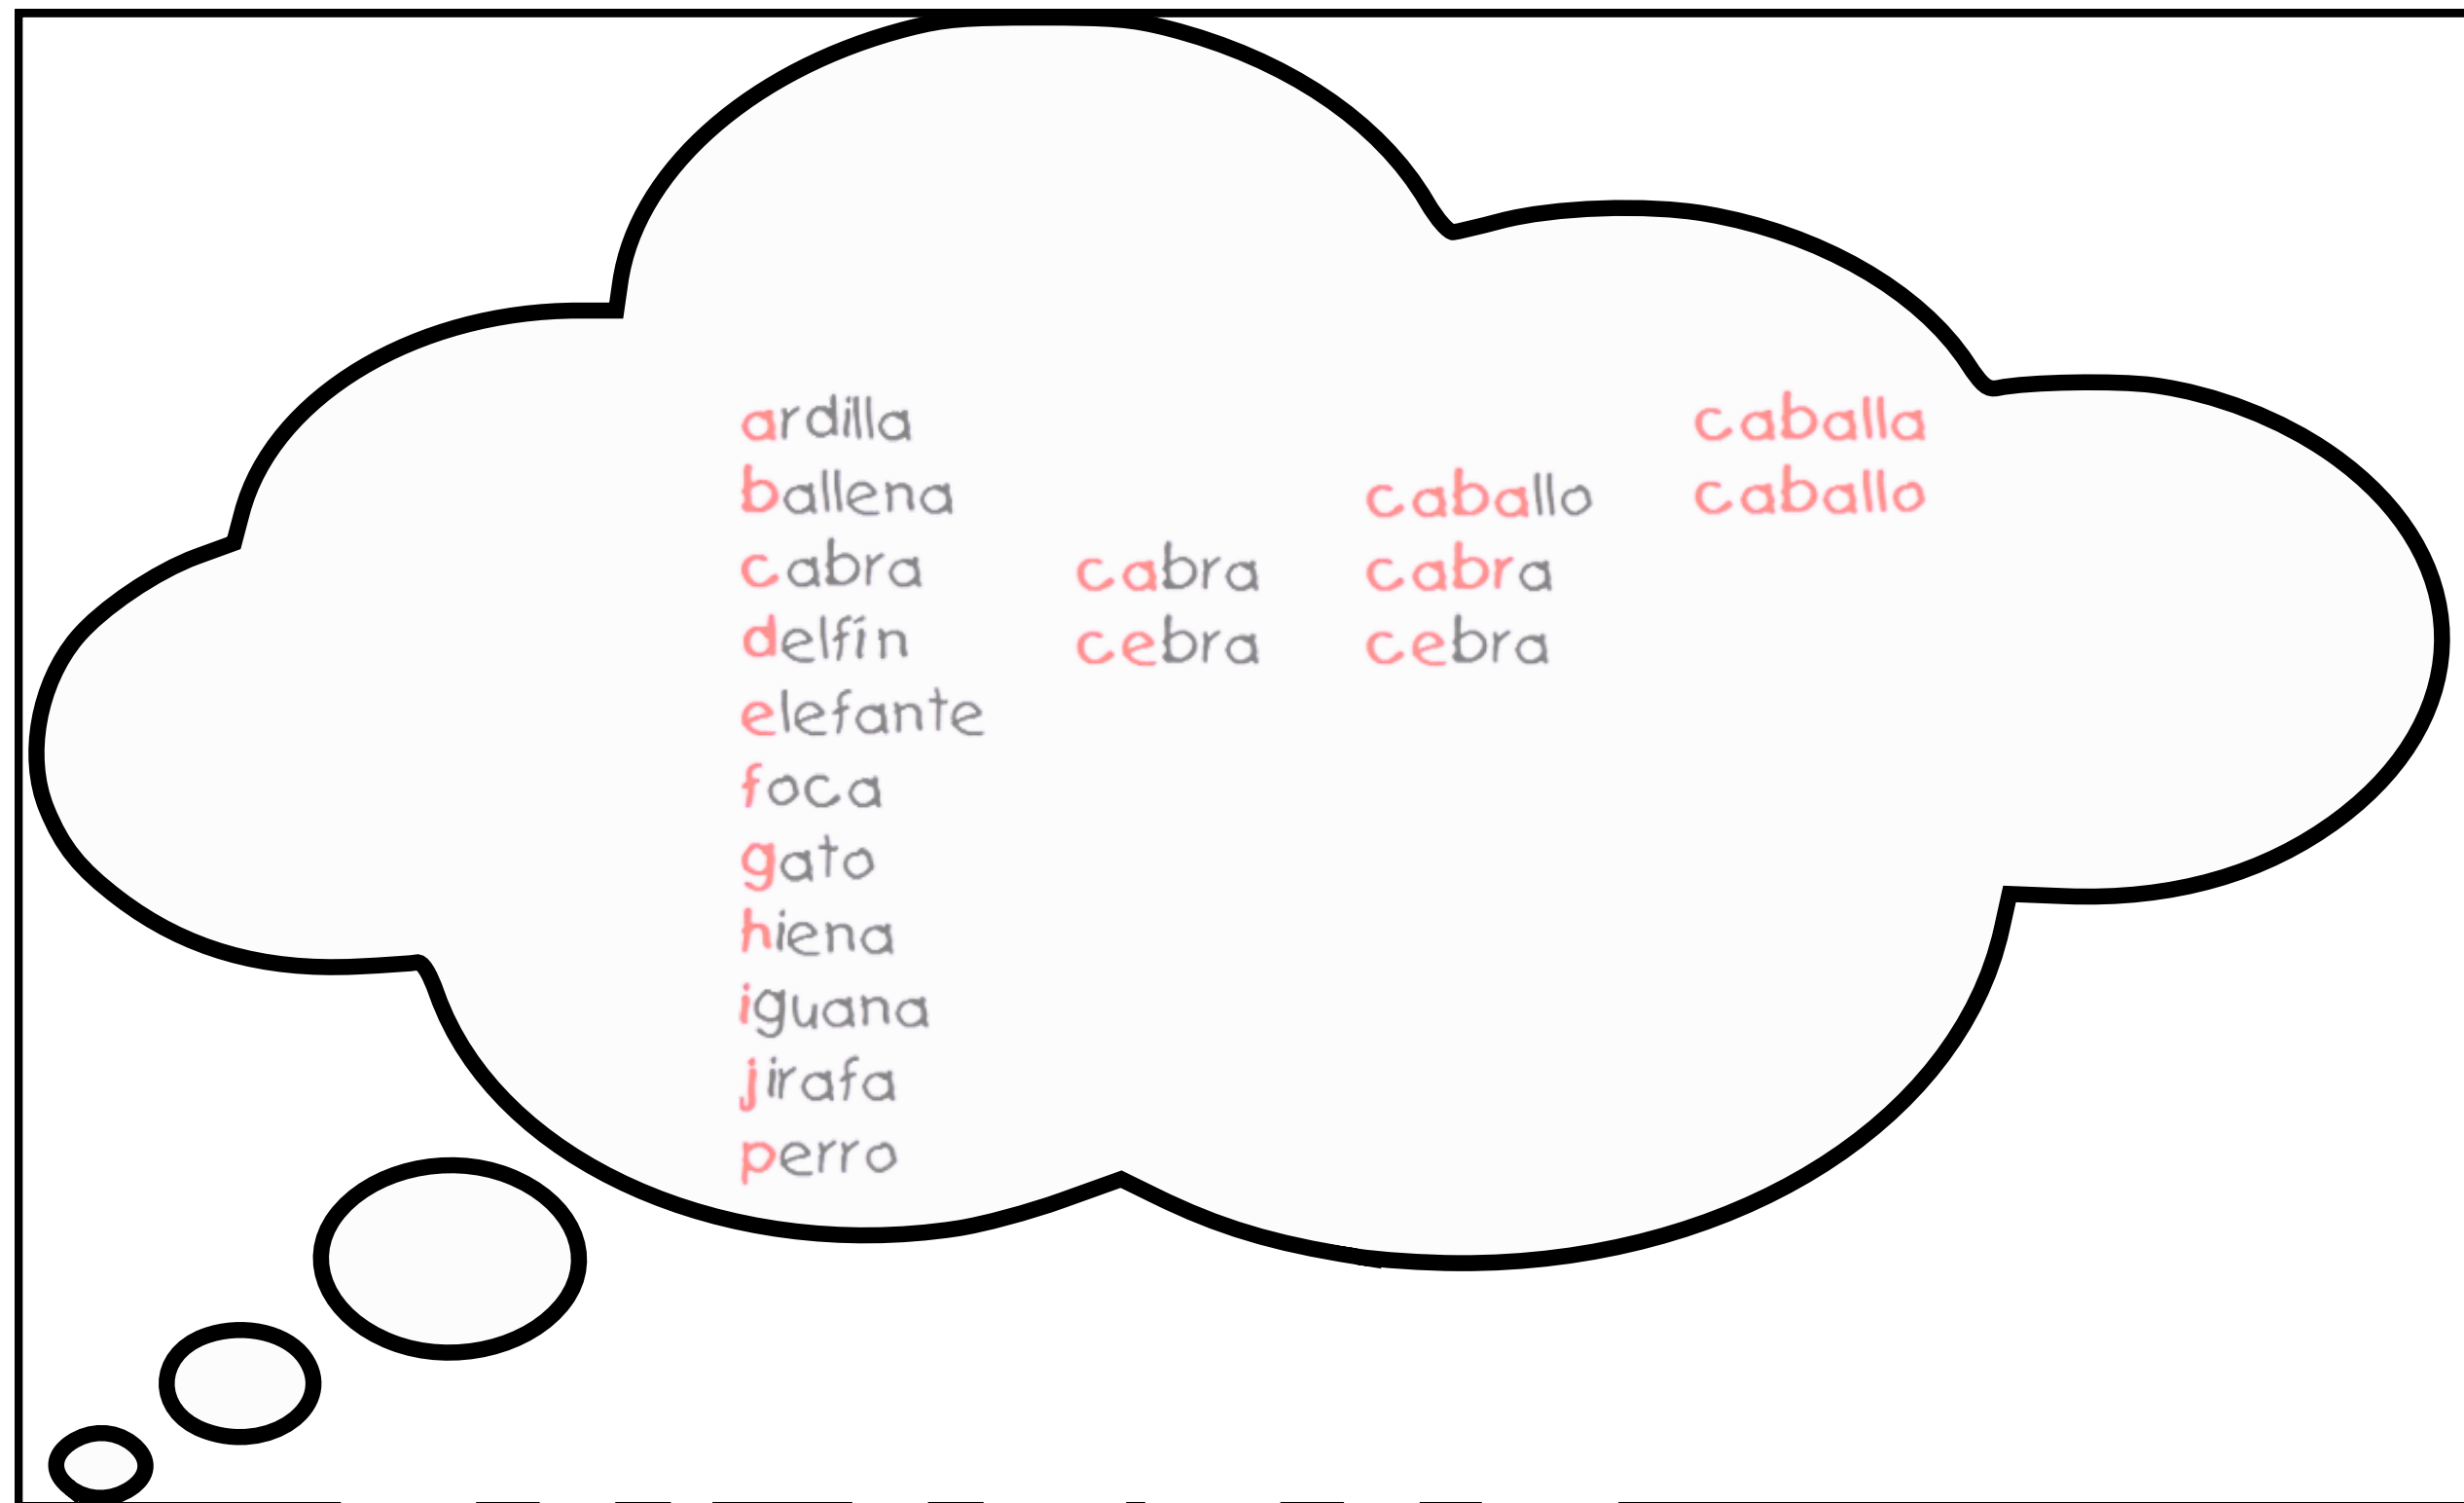 ardilla caballa
ballena caballo caballo
cabra cabra cabra
delfín cebra cebra
elefante
foca
gato
hiena
iguana
jirafa
perro